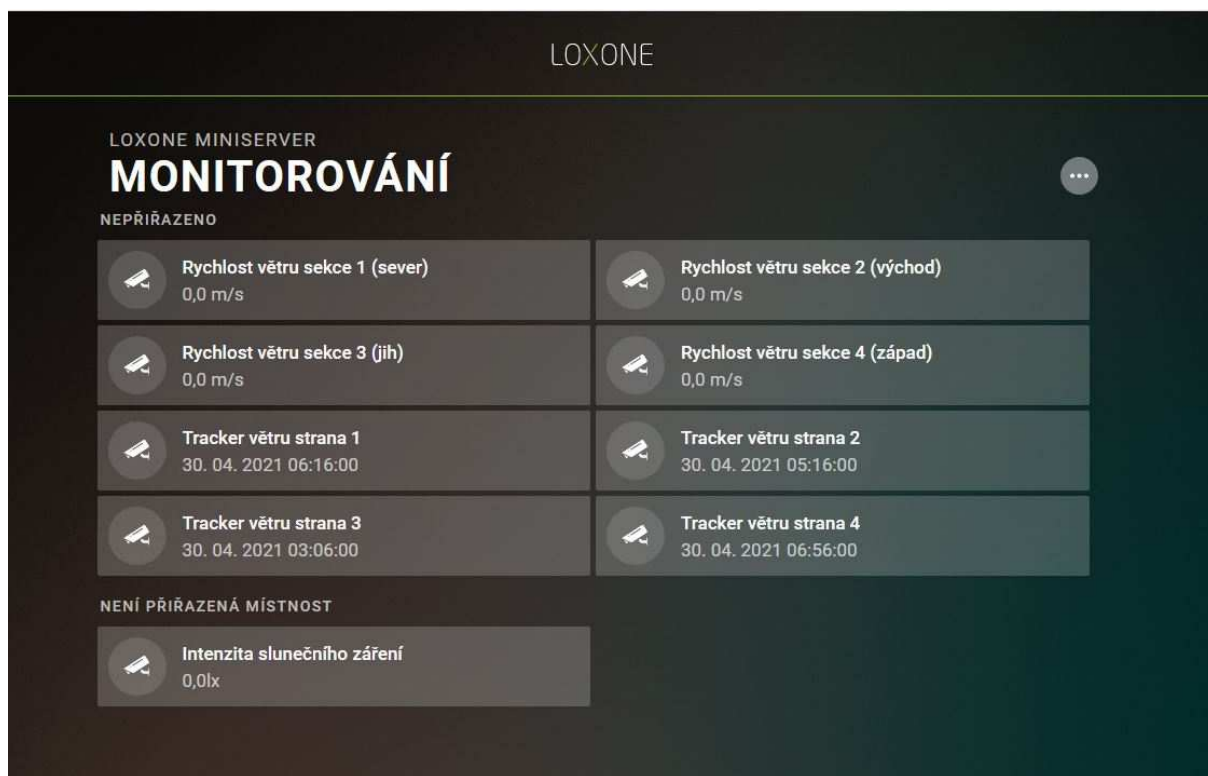 LOXONE
LOXONE MINISERVER
MONITOROVÁNÍ
NEPŘIŘAZENO
Rychlost větru sekce 1 (sever)
0,0 m/s
Rychlost větru sekce 2 (východ)
0,0 m/s
Rychlost větru sekce 3 (jih)
0,0 m/s
Rychlost větru sekce 4 (západ)
0,0 m/s
Tracker větru strana 1
30. 04. 2021 06:16:00
Tracker větru strana 2
30. 04. 2021 05:16:00
Tracker větru strana 3
30. 04. 2021 03:06:00
Tracker větru strana 4
30. 04. 2021 06:56:00
NENÍ PŘIŘAZENÁ MÍSTNOST
Intenzita slunečního záření
0,0lx